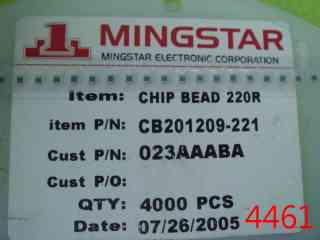 MINGSTAR
MINGSTAR ELECTRONIC CORPORATION
Item: CHIP BEAD 220R
item P/N: CB201209-221
Cust P/N: 023AAABA
Cust P/O:
QTY: 4000 PCS
Date: 07/26/2005
4461